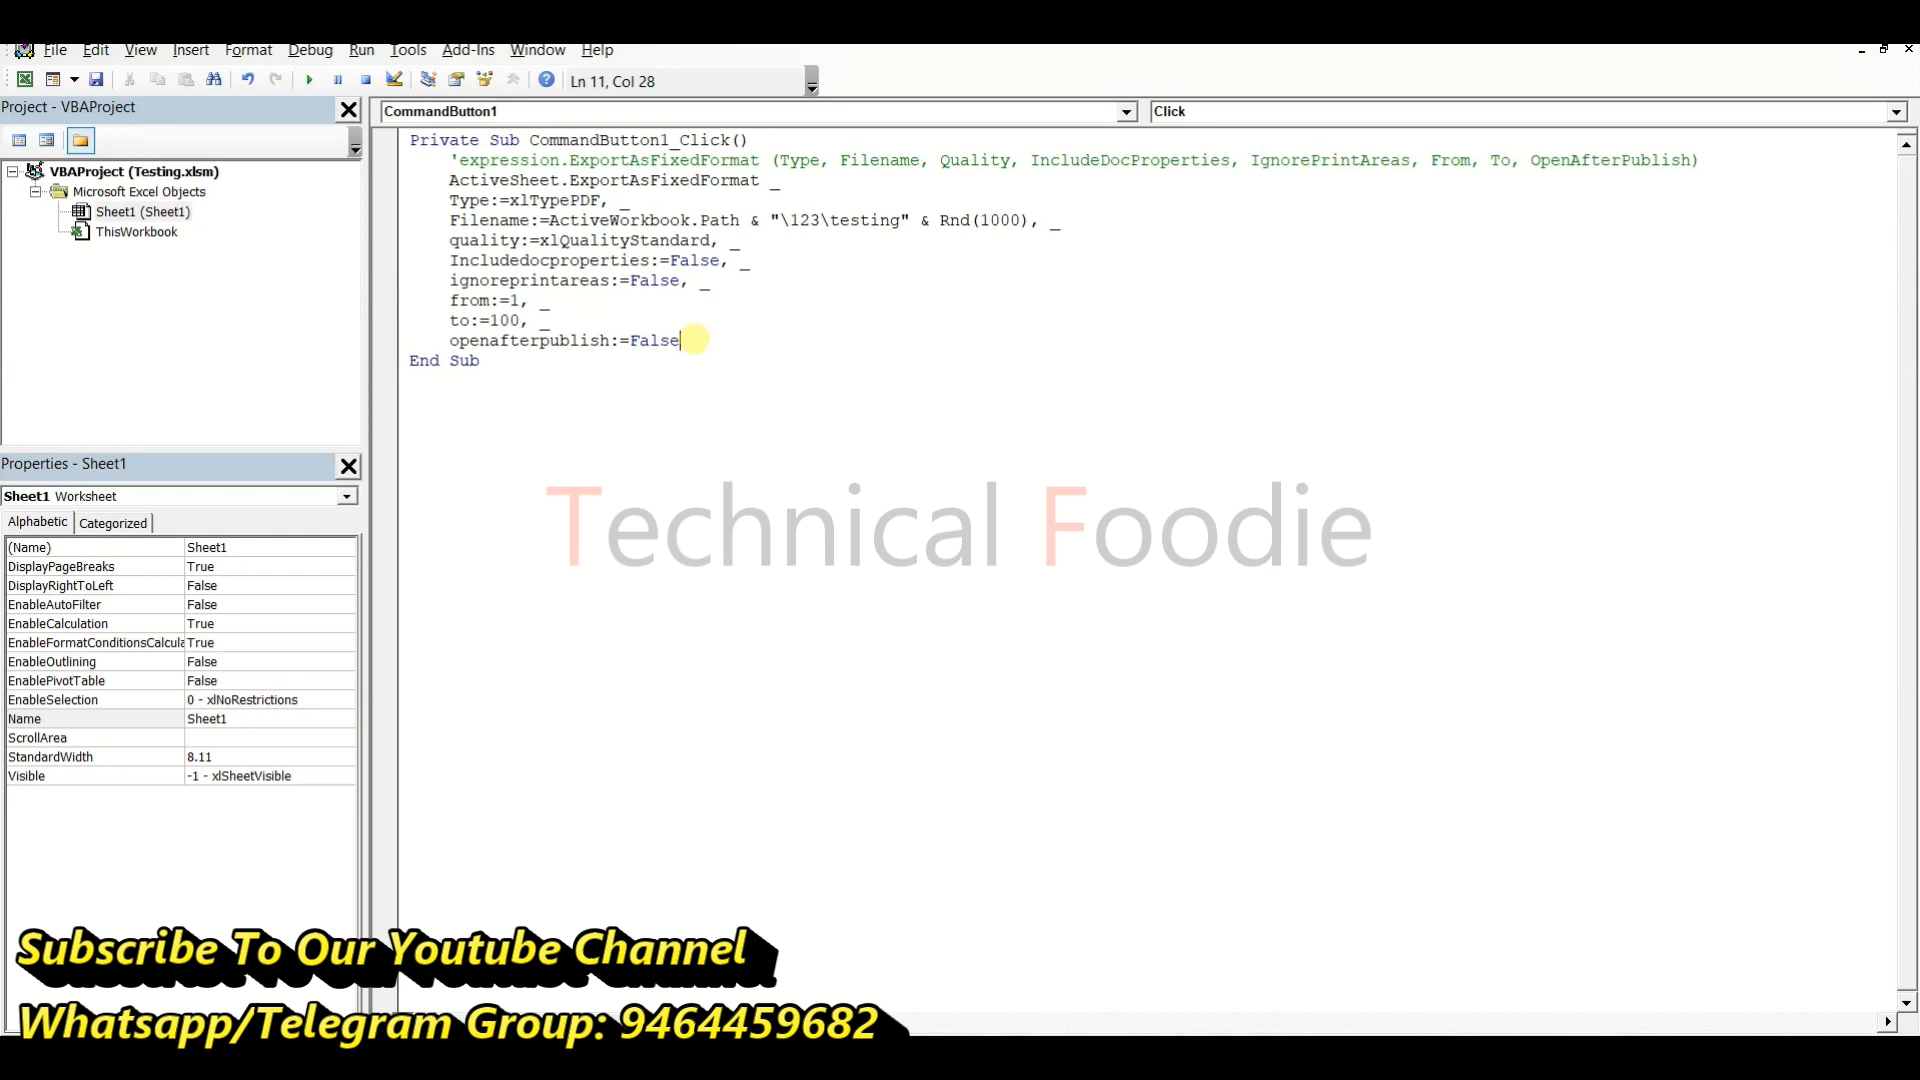 File Edit View Insert Format Debug Run Tools Add-Ins Window Help
Ln 11, Col 28
Project - VBAProject
VBAProject (Testing.xlsm)
Microsoft Excel Objects
Sheet1 (Sheet1)
ThisWorkbook
Properties - Sheet1
Sheet1 Worksheet
Alphabetic Categorized
(Name) Sheet1
DisplayPageBreaks True
DisplayRightToLeft False
EnableAutoFilter False
EnableCalculation True
EnableFormatConditionsCalcula True
EnableOutlining False
EnablePivotTable False
EnableSelection 0 - xlNoRestrictions
Name Sheet1
ScrollArea
StandardWidth 8.11
Visible -1 - xlSheetVisible
CommandButton1 Click
Private Sub CommandButton1_Click()
'expression.ExportAsFixedFormat (Type, Filename, Quality, IncludeDocProperties, IgnorePrintAreas, From, To, OpenAfterPublish)
ActiveSheet.ExportAsFixedFormat _
Type:=xlTypePDF, _
Filename:=ActiveWorkbook.Path & "\123\testing" & Rnd(1000), _
quality:=xlQualityStandard, _
Includedocproperties:=False, _
ignoreprintareas:=False, _
from:=1, _
to:=100, _
openafterpublish:=False
End Sub
Technical Foodie
Subscribe To Our Youtube Channel
Whatsapp/Telegram Group: 9464459682